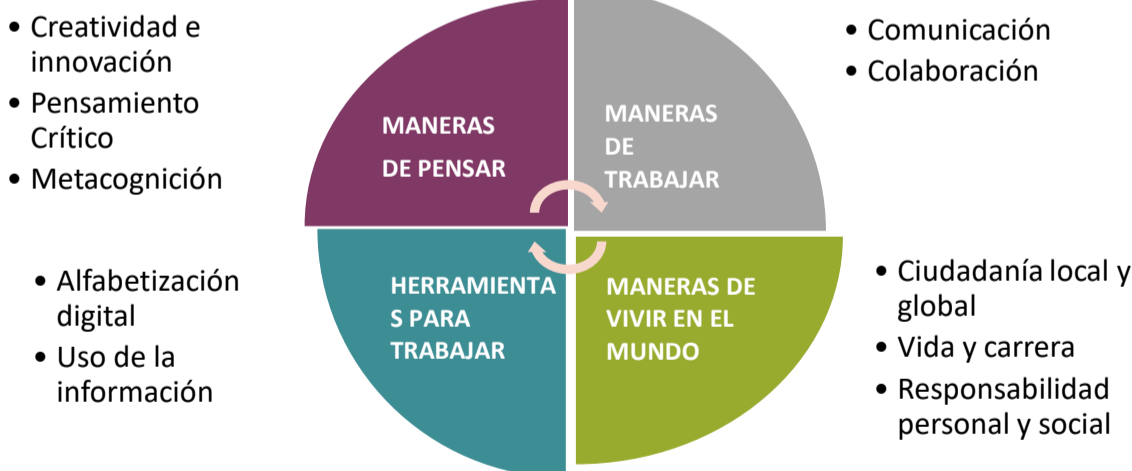 • Creatividad e
innovación
• Pensamiento
Crítico
• Metacognición
MANERAS
DE PENSAR
MANERAS
DE
TRABAJAR
• Comunicación
• Colaboración
• Alfabetización
digital
• Uso de la
información
HERRAMIENTA
S PARA
TRABAJAR
MANERAS DE
VIVIR EN EL
MUNDO
• Ciudadanía local y
global
• Vida y carrera
• Responsabilidad
personal y social